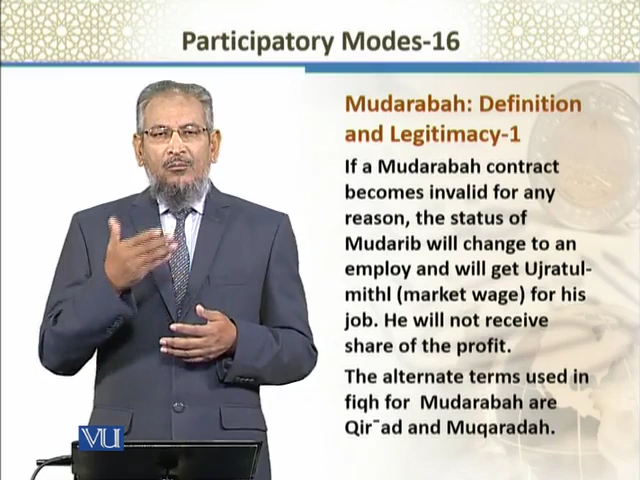 Participatory Modes-16
Mudarabah: Definition
and Legitimacy-1
If a Mudarabah contract
becomes invalid for any
reason, the status of
Mudarib will change to an
employ and will get Ujratul-
mithl (market wage) for his
job. He will not receive
share of the profit.
The alternate terms used in
fiqh for  Mudarabah are
Qir¯ad and Muqaradah.
VU